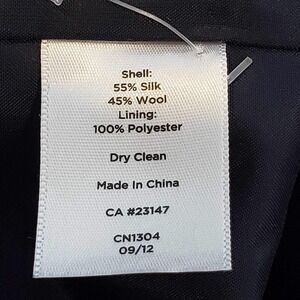 Shell:
55% Silk
45% Wool
Lining:
100% Polyester
Dry Clean
Made In China
CA #23147
CN1304
09/12